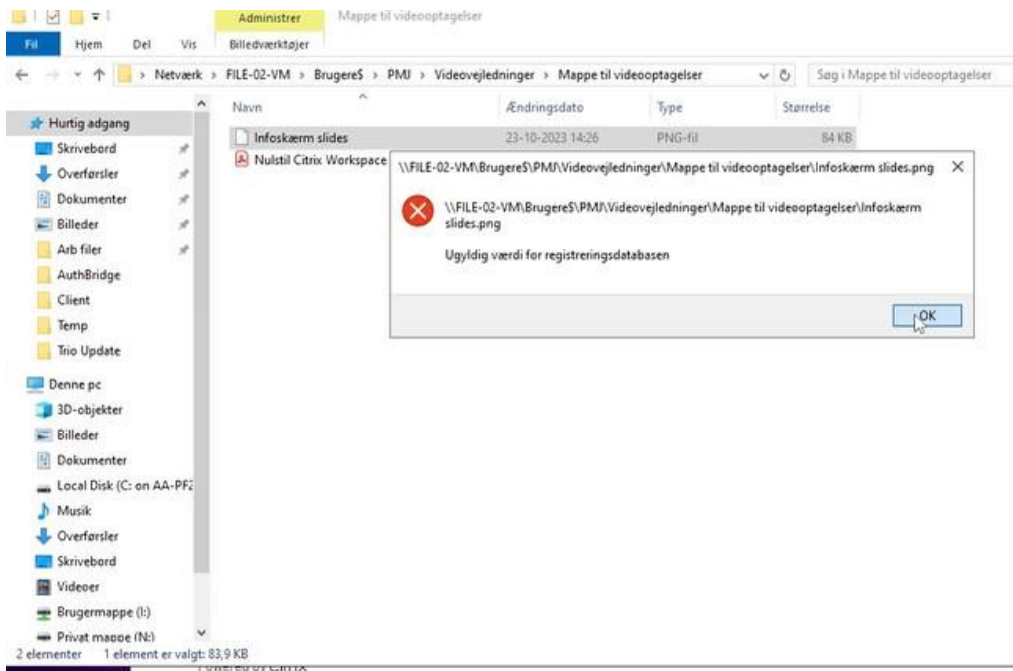 Administrer
Mappe til videooptagelser
Fil
Hjem
Del
Vis
Billedværktøjer
Netværk > FILE-02-VM > Brugere$ > PMJ > Videovejledninger > Mappe til videooptagelser
Søg i Mappe til videooptagelser
Navn
Ændringsdato
Type
Størrelse
Infoskærm slides
23-10-2023 14:26
PNG-fil
84 KB
Nulstil Citrix Workspace
Hurtig adgang
Skrivebord
Overførsler
Dokumenter
Billeder
Arb filer
AuthBridge
Client
Temp
Trio Update
Denne pc
3D-objekter
Billeder
Dokumenter
Local Disk (C: on AA-PF2
Musik
Overførsler
Skrivebord
Videoer
Brugermappe (I:)
Privat mappe (N:)
\\FILE-02-VM\Brugere$\PMJ\Videovejledninger\Mappe til videooptagelser\Infoskærm slides.png
\\FILE-02-VM\Brugere$\PMJ\Videovejledninger\Mappe til videooptagelser\Infoskærm
slides.png
Ugyldig værdi for registreringsdatabasen
OK
2 elementer
1 element er valgt: 83,9 KB